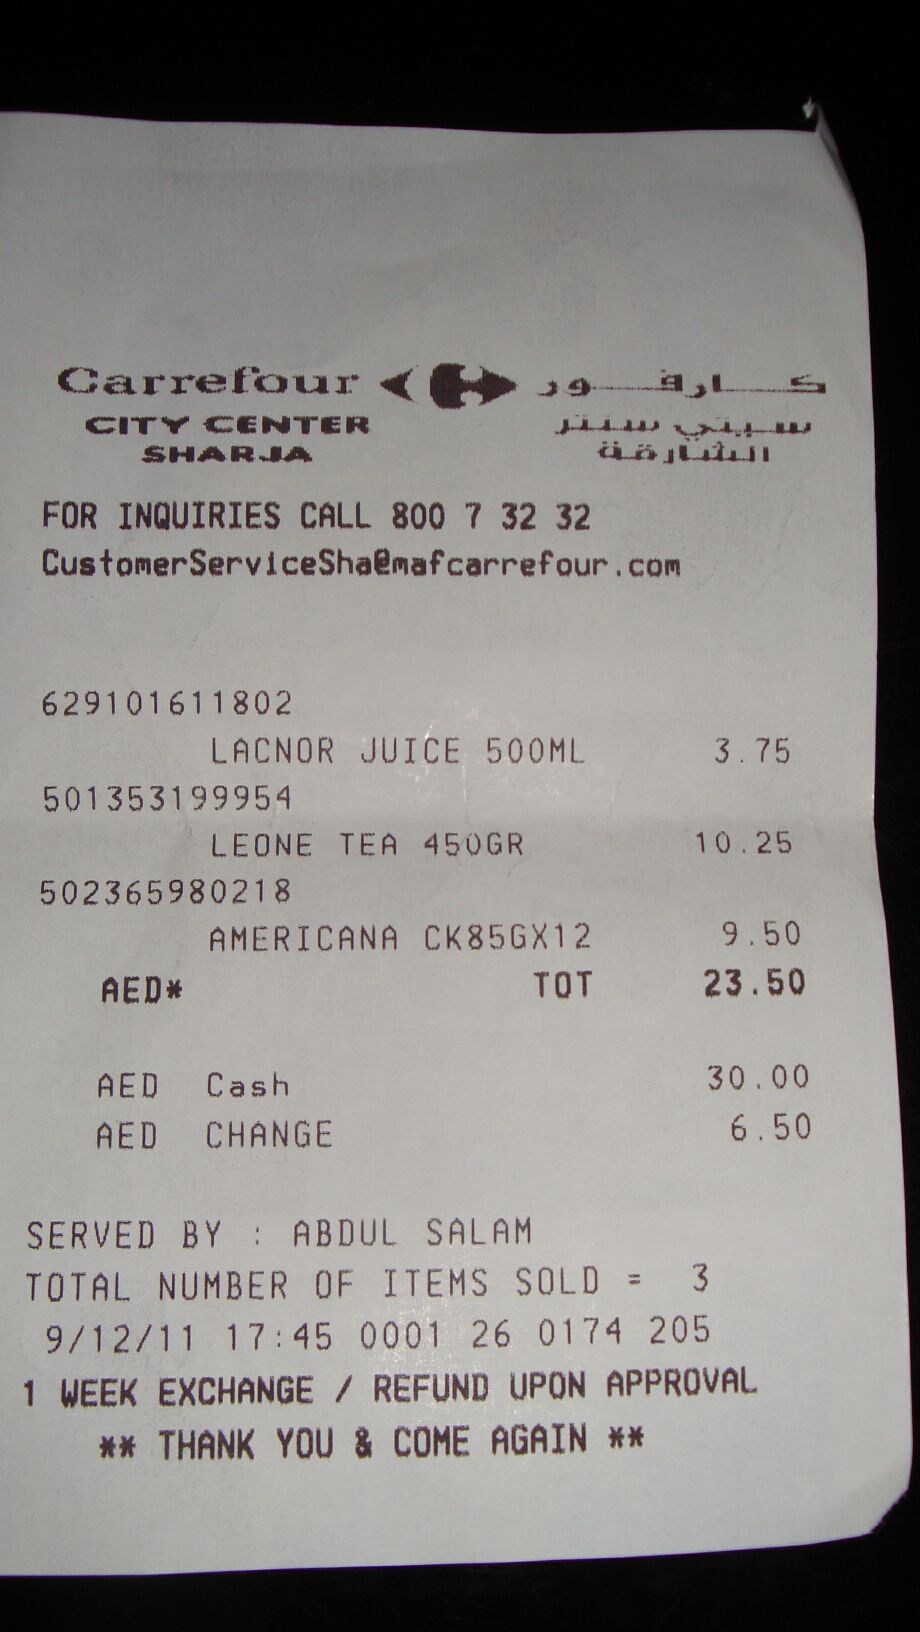 Carrefour كارفور
CITY CENTER سيتي سنتر
SHARJA الشارقة
FOR INQUIRIES CALL 800 7 32 32
CustomerServiceSha@mafcarrefour.com
629101611802
LACNOR JUICE 500ML 3.75
501353199954
LEONE TEA 450GR 10.25
502365980218
AMERICANA CK85GX12 9.50
AED* TOT 23.50
AED Cash 30.00
AED CHANGE 6.50
SERVED BY : ABDUL SALAM
TOTAL NUMBER OF ITEMS SOLD = 3
9/12/11 17:45 0001 26 0174 205
1 WEEK EXCHANGE / REFUND UPON APPROVAL
** THANK YOU & COME AGAIN **